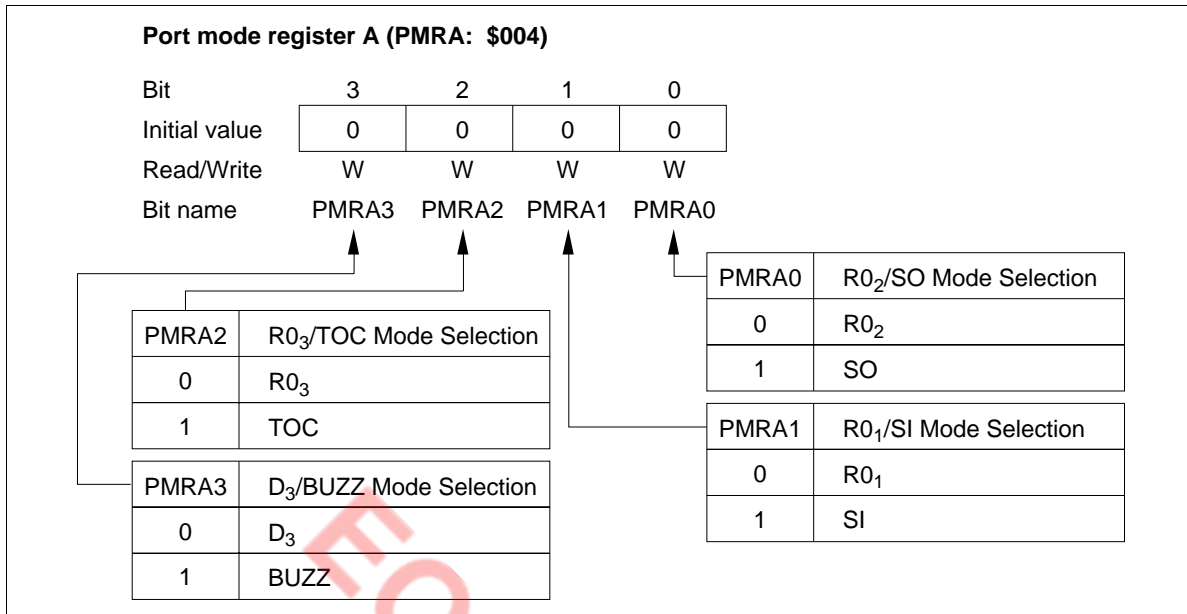 Port mode register A (PMRA: $004)
Bit 3 2 1 0
Initial value 0 0 0 0
Read/Write W W W W
Bit name PMRA3 PMRA2 PMRA1 PMRA0
PMRA0 R0₂/SO Mode Selection
0 R0₂
1 SO
PMRA2 R0₃/TOC Mode Selection
0 R0₃
1 TOC
PMRA1 R0₁/SI Mode Selection
0 R0₁
1 SI
PMRA3 D₃/BUZZ Mode Selection
0 D₃
1 BUZZ